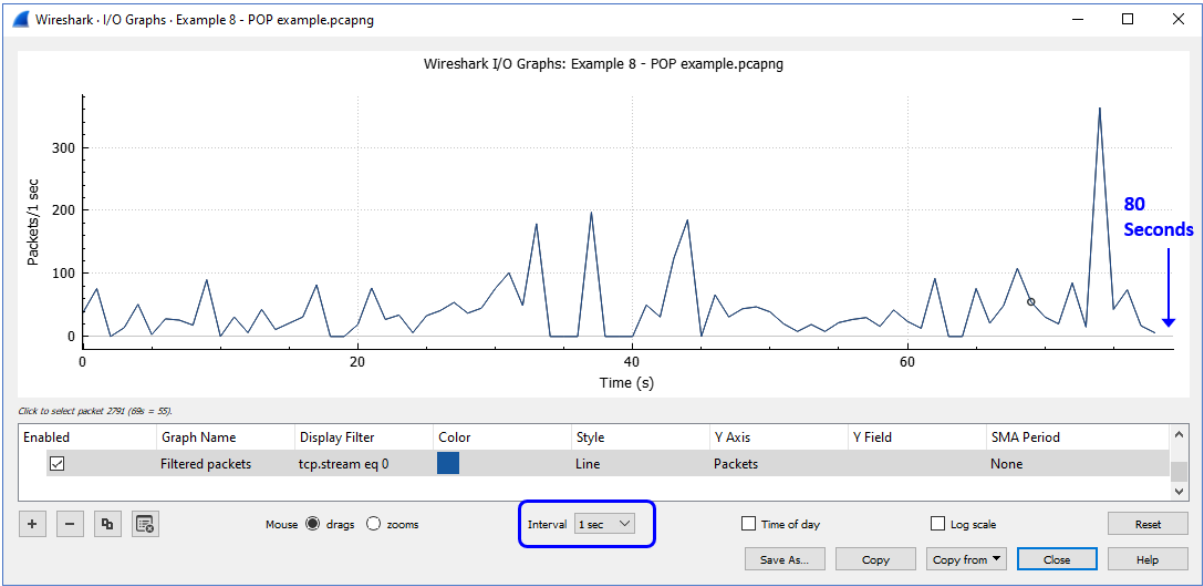 Wireshark · I/O Graphs · Example 8 - POP example.pcapng
Wireshark I/O Graphs: Example 8 - POP example.pcapng
300
200
100
0
Packets/1 sec
80
Seconds
0 20 40 60
Time (s)
Click to select packet 2791 (69s = 55).
Enabled Graph Name Display Filter Color Style Y Axis Y Field SMA Period
Filtered packets tcp.stream eq 0 Line Packets None
Mouse drags zooms Interval 1 sec Time of day Log scale Reset
Save As... Copy Copy from Close Help